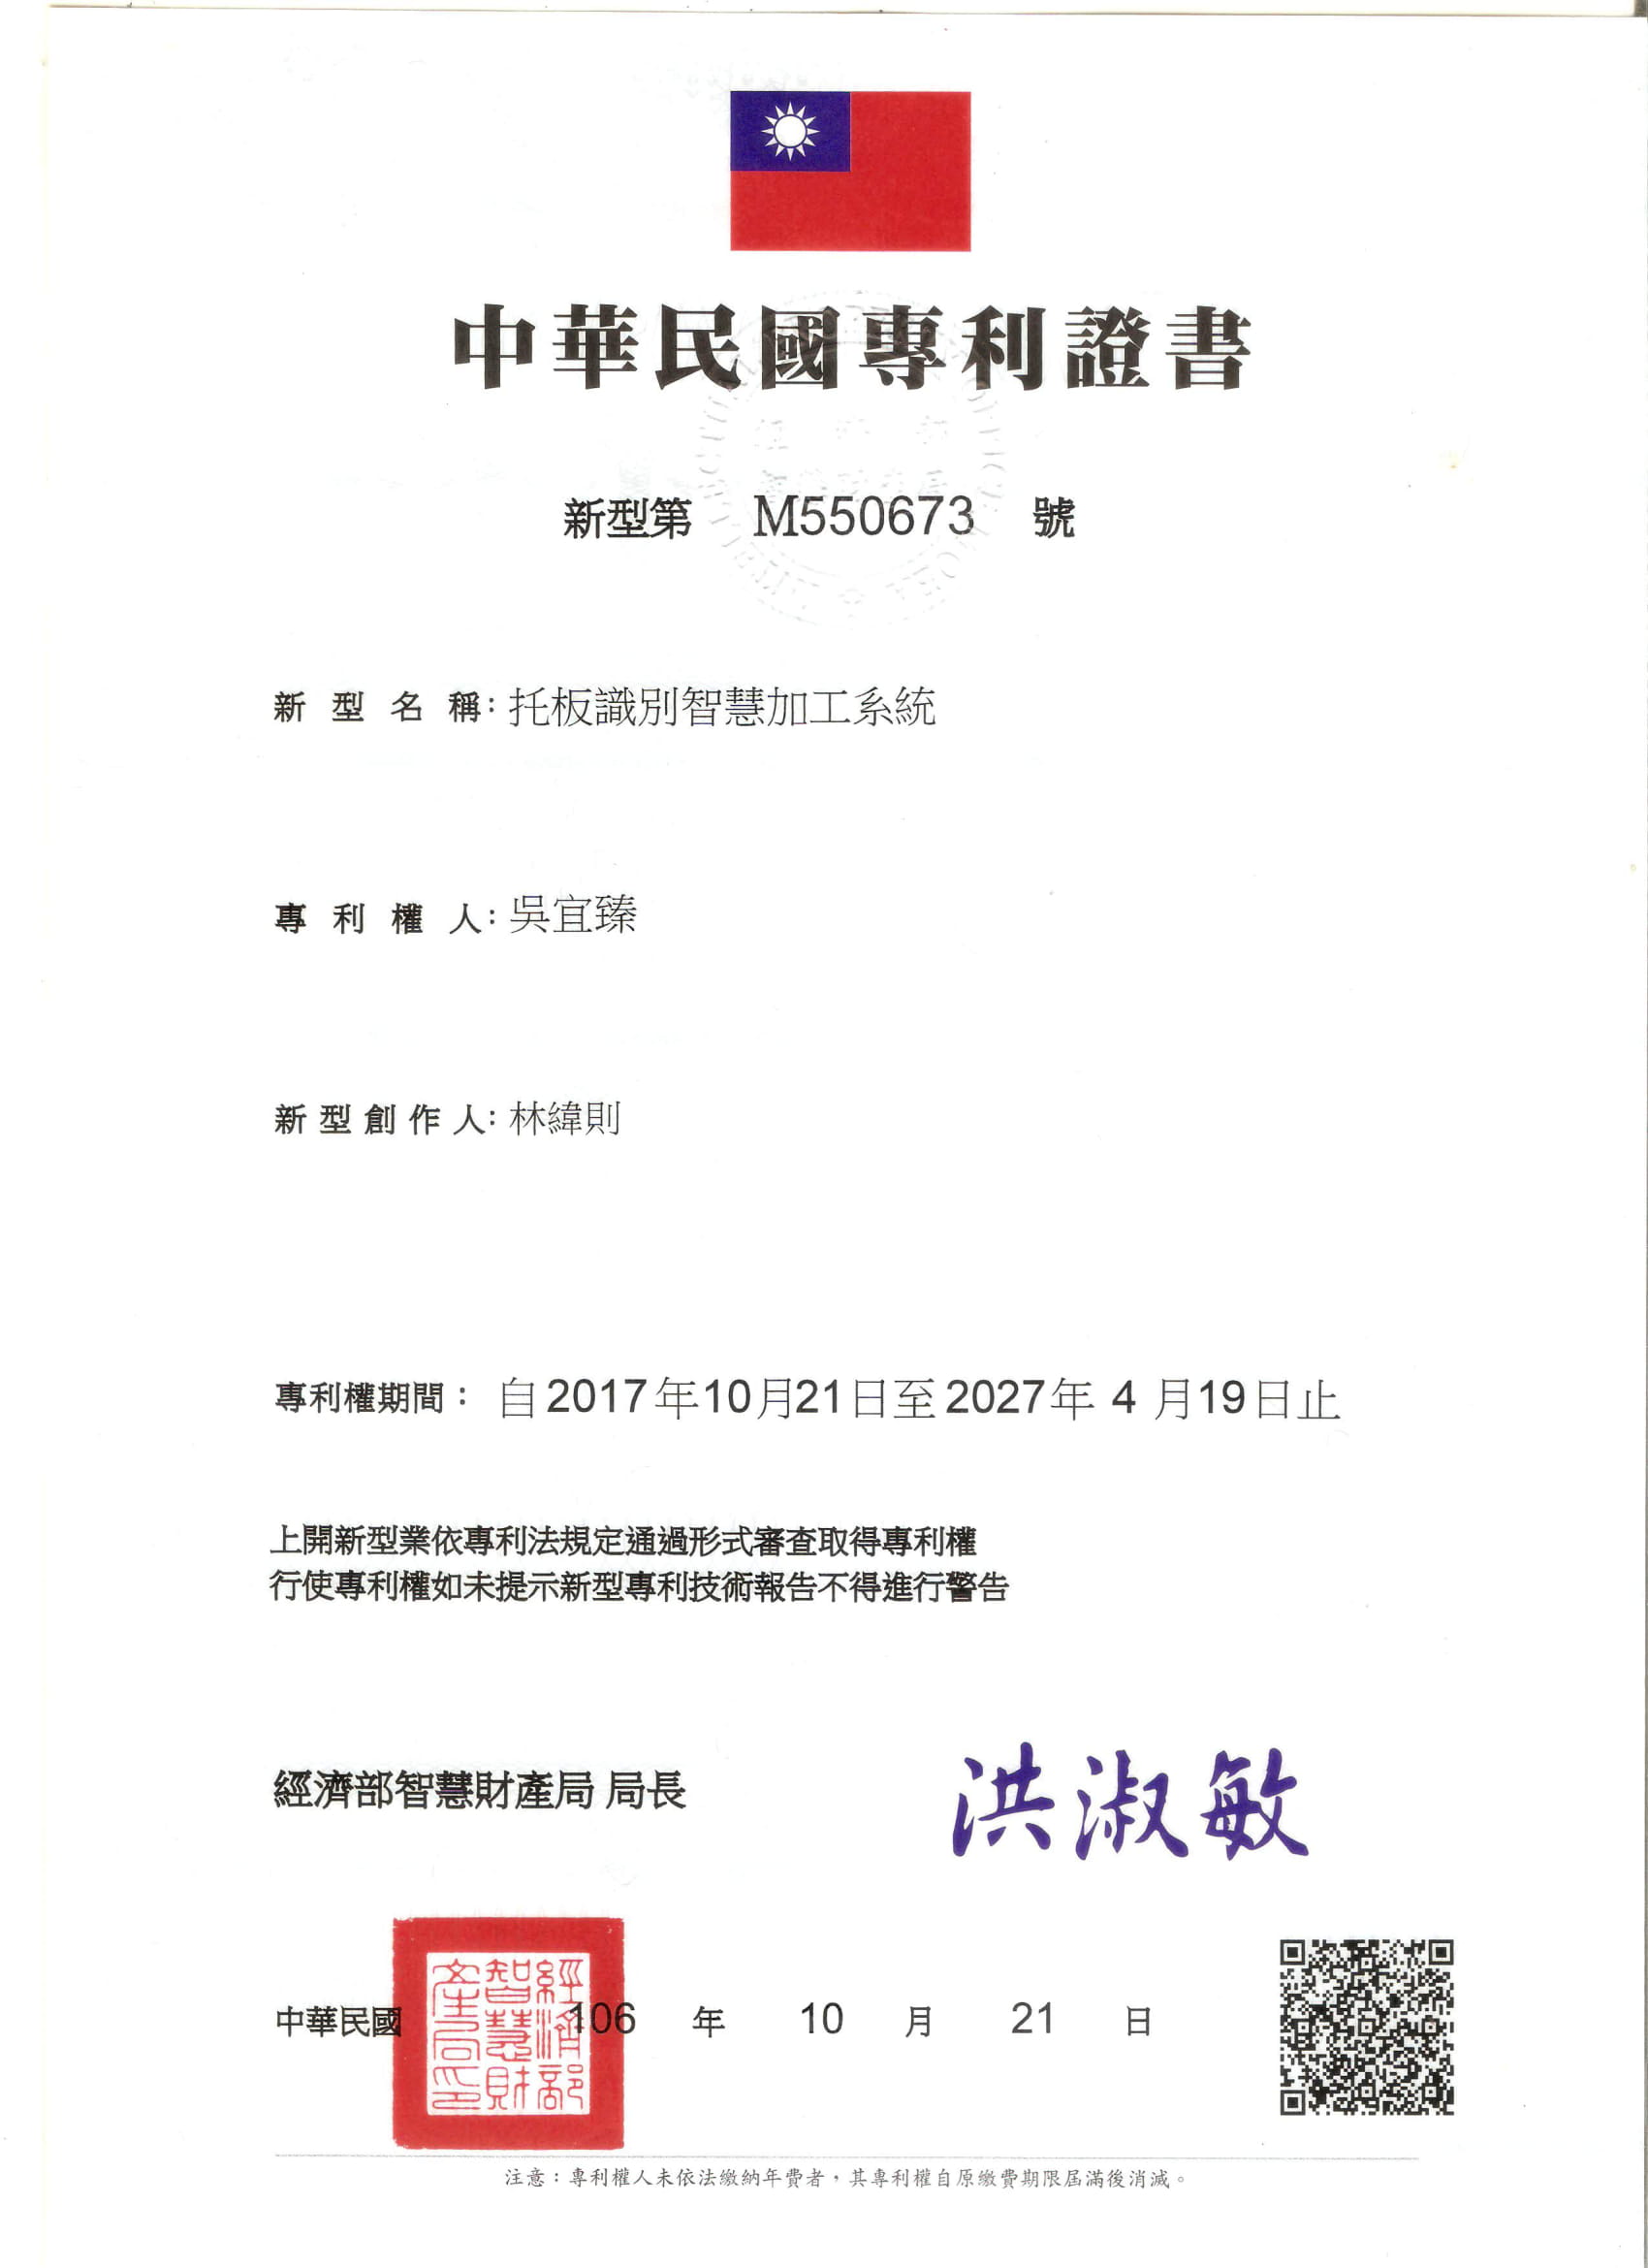 中華民國專利證書
新型第 M550673 號
新型名稱：托板識別智慧加工系統
專利權人：吳宜臻
新型創作人：林緯則
專利權期間： 自2017年10月21日至2027年 4 月19日止
上開新型業依專利法規定通過形式審查取得專利權
行使專利權如未提示新型專利技術報告不得進行警告
經濟部智慧財產局 局長 洪淑敏
經濟部智慧財產局印
中華民國 106 年 10 月 21 日
注意：專利權人未依法繳納年費者，其專利權自原繳費期限屆滿後消滅。